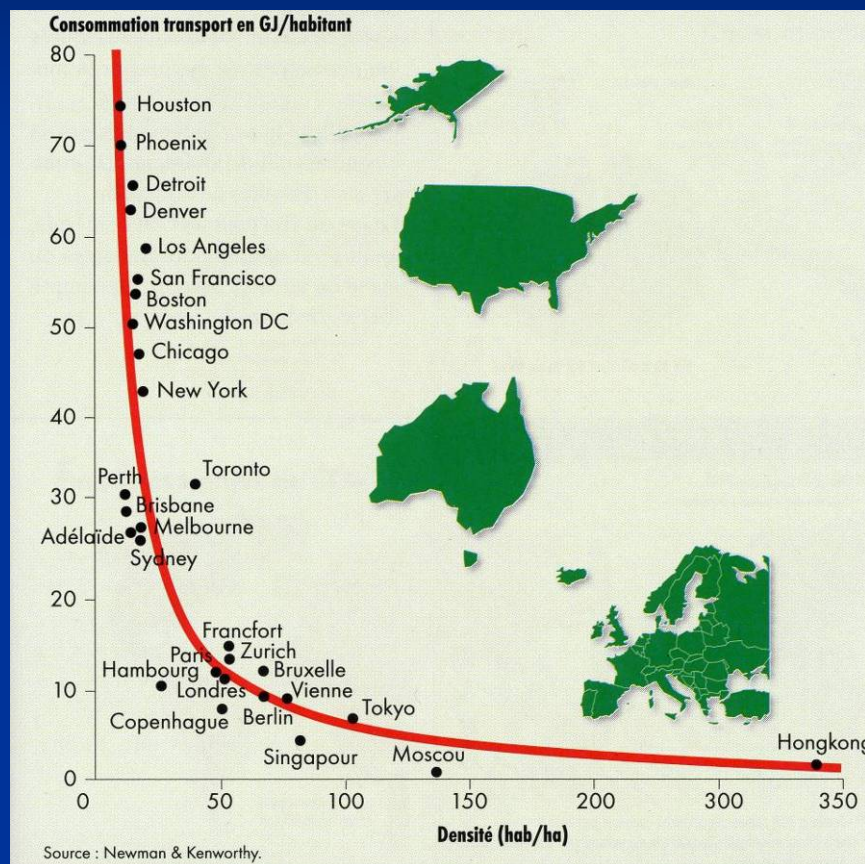 Consommation transport en GJ/habitant
80
Houston
70
Phoenix
Detroit
Denver
60
Los Angeles
San Francisco
Boston
50
Washington DC
Chicago
New York
40
Toronto
Perth
30
Brisbane
Melbourne
Adélaïde
Sydney
20
Francfort
Zurich
Paris
Hambourg
Bruxelle
10
Londres
Vienne
Berlin
Copenhague
Tokyo
Singapour
Moscou
Hongkong
0
0 50 100 150 200 250 300 350
Densité (hab/ha)
Source : Newman & Kenworthy.